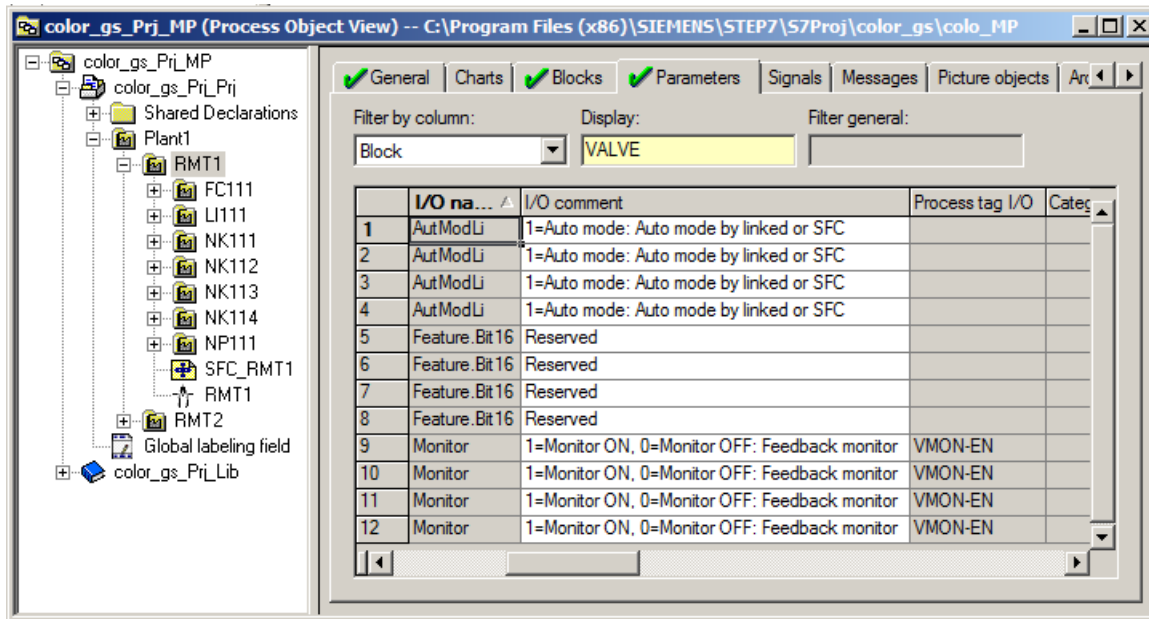 color_gs_Prj_MP (Process Object View) -- C:\Program Files (x86)\SIEMENS\STEP7\S7Proj\color_gs\colo_MP
color_gs_Prj_MP
color_gs_Prj_Prj
Shared Declarations
Plant1
RMT1
FC111
LI111
NK111
NK112
NK113
NK114
NP111
SFC_RMT1
RMT1
RMT2
Global labeling field
color_gs_Prj_Lib
General Charts Blocks Parameters Signals Messages Picture objects Arc
Filter by column: Display: Filter general:
Block VALVE
I/O na... I/O comment Process tag I/O Categ
1 AutModLi 1=Auto mode: Auto mode by linked or SFC
2 AutModLi 1=Auto mode: Auto mode by linked or SFC
3 AutModLi 1=Auto mode: Auto mode by linked or SFC
4 AutModLi 1=Auto mode: Auto mode by linked or SFC
5 Feature.Bit16 Reserved
6 Feature.Bit16 Reserved
7 Feature.Bit16 Reserved
8 Feature.Bit16 Reserved
9 Monitor 1=Monitor ON, 0=Monitor OFF: Feedback monitor VMON-EN
10 Monitor 1=Monitor ON, 0=Monitor OFF: Feedback monitor VMON-EN
11 Monitor 1=Monitor ON, 0=Monitor OFF: Feedback monitor VMON-EN
12 Monitor 1=Monitor ON, 0=Monitor OFF: Feedback monitor VMON-EN